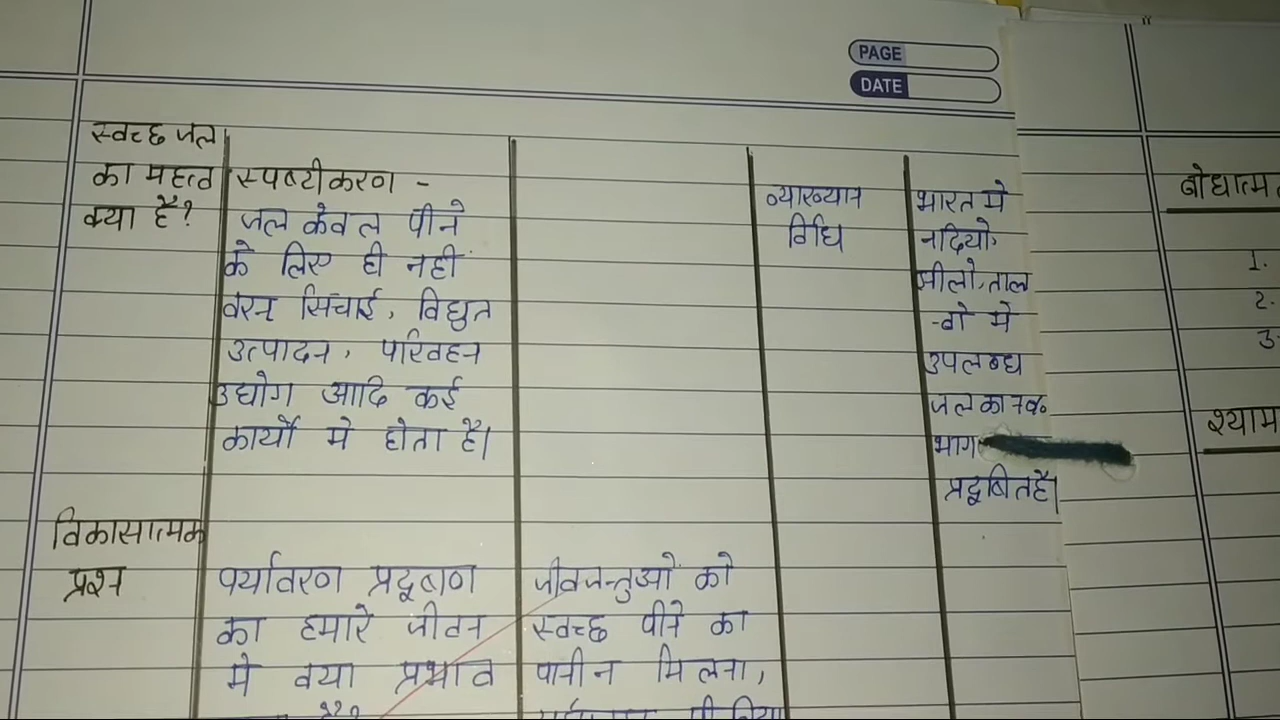 PAGE
DATE
स्वच्छ जल
का महत्व
क्या है?
स्पष्टीकरण -
जल केवल पीने
के लिए ही नहीं
वरन् सिंचाई, विद्युत
उत्पादन, परिवहन
उद्योग आदि कई
कार्यों मे होता है।
व्याख्यान
विधि
भारत मे
नदियो,
झीलो, ताल
-बो मे
उपलब्ध
जल का 70%
भाग
प्रदूषित है।
विकासात्मक
प्रश्न
पर्यावरण प्रदूषण
का हमारे जीवन
मे क्या प्रभाव
जीवजन्तुओं को
स्वच्छ पीने का
पानी न मिलना,
बोधात्म
1.
2.
3.
श्याम